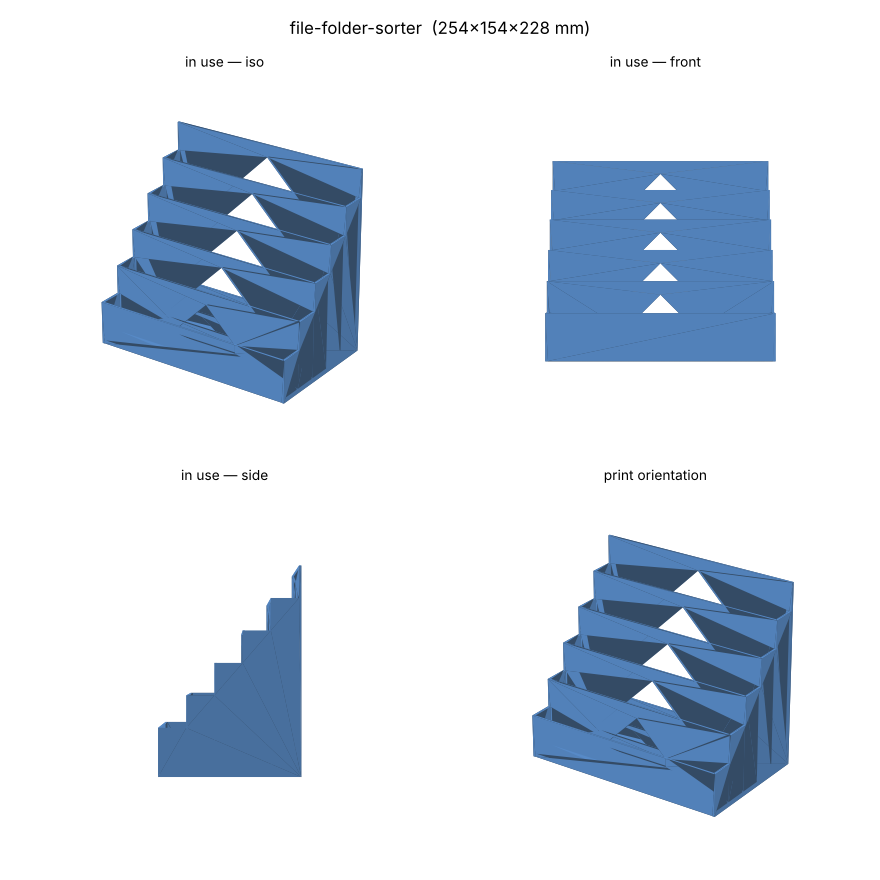 file-folder-sorter (254×154×228 mm)
in use — iso
in use — front
in use — side
print orientation